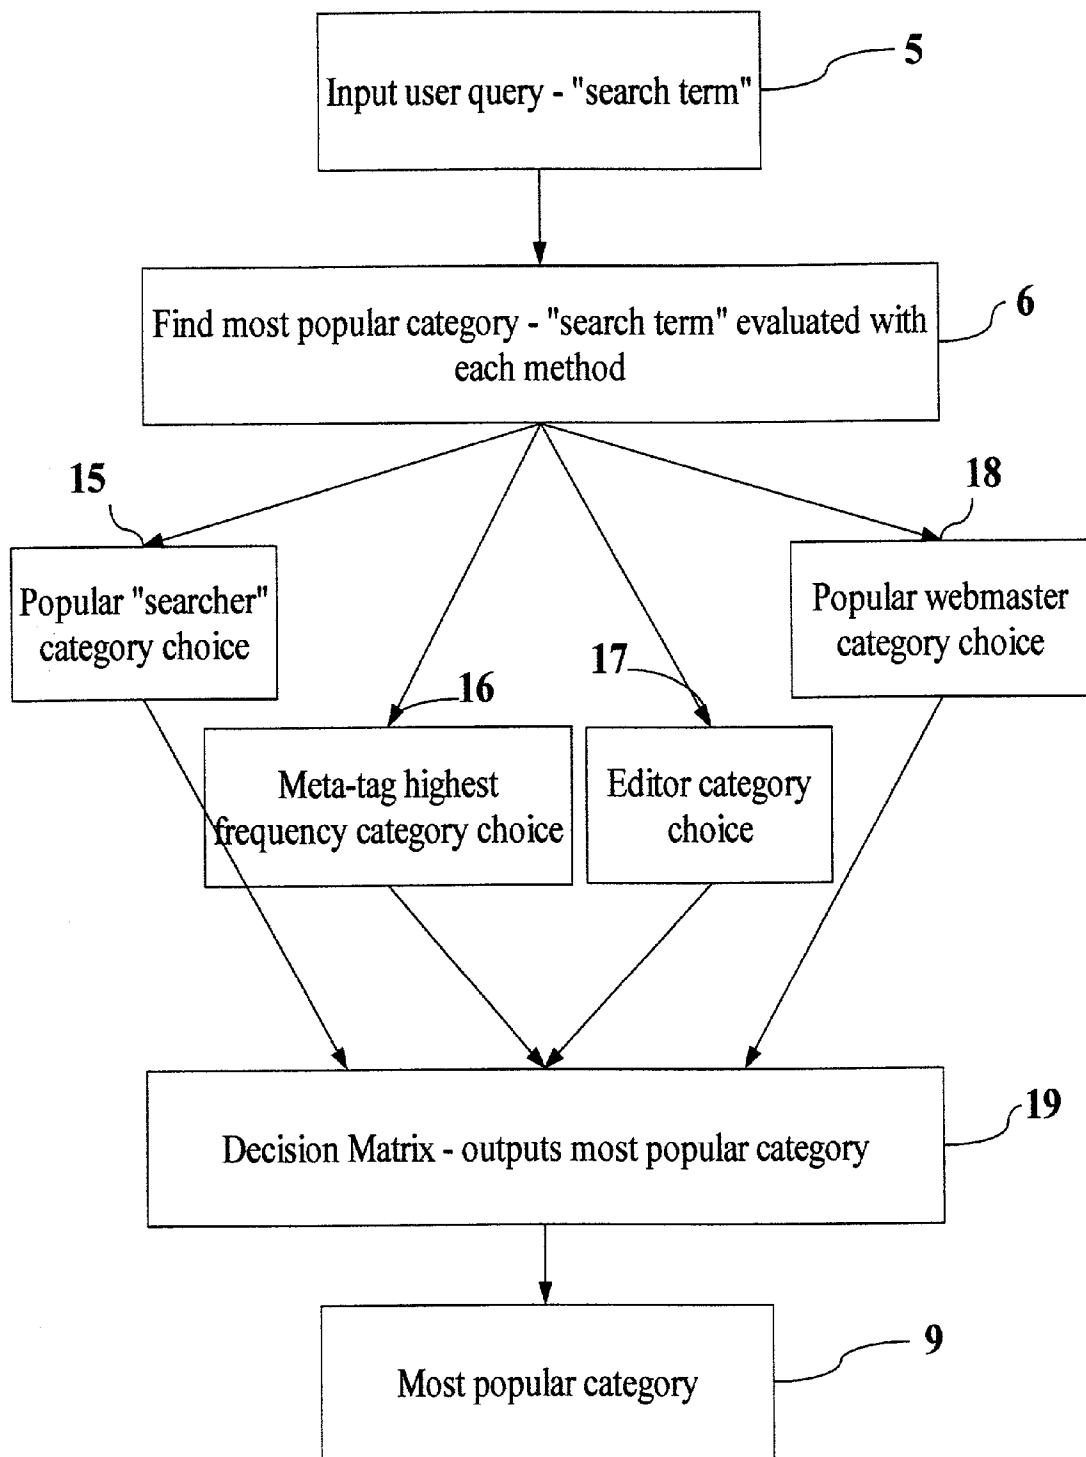 5
Input user query - "search term"
6
Find most popular category - "search term" evaluated with
each method
15
18
Popular "searcher"
category choice
Popular webmaster
category choice
16
17
Meta-tag highest
frequency category choice
Editor category
choice
19
Decision Matrix - outputs most popular category
9
Most popular category